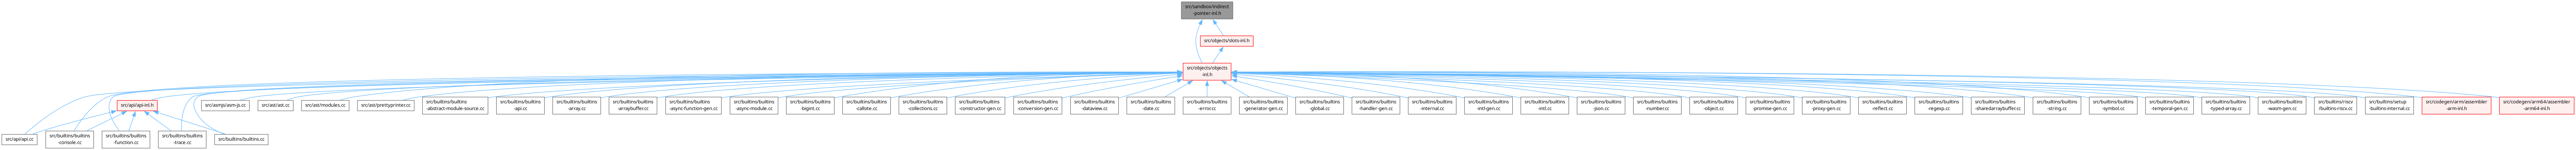 src/sandbox/indirect
-pointer-inl.h
src/objects/slots-inl.h
src/objects/objects
-inl.h
src/api/api-inl.h
src/asmjs/asm-js.cc
src/ast/ast.cc
src/ast/modules.cc
src/ast/prettyprinter.cc
src/builtins/builtins
-abstract-module-source.cc
src/builtins/builtins
-api.cc
src/builtins/builtins
-array.cc
src/builtins/builtins
-arraybuffer.cc
src/builtins/builtins
-async-function-gen.cc
src/builtins/builtins
-async-module.cc
src/builtins/builtins
-bigint.cc
src/builtins/builtins
-callsite.cc
src/builtins/builtins
-collections.cc
src/builtins/builtins
-constructor-gen.cc
src/builtins/builtins
-conversion-gen.cc
src/builtins/builtins
-dataview.cc
src/builtins/builtins
-date.cc
src/builtins/builtins
-error.cc
src/builtins/builtins
-generator-gen.cc
src/builtins/builtins
-global.cc
src/builtins/builtins
-handler-gen.cc
src/builtins/builtins
-internal.cc
src/builtins/builtins
-intl-gen.cc
src/builtins/builtins
-intl.cc
src/builtins/builtins
-json.cc
src/builtins/builtins
-number.cc
src/builtins/builtins
-object.cc
src/builtins/builtins
-promise-gen.cc
src/builtins/builtins
-proxy-gen.cc
src/builtins/builtins
-reflect.cc
src/builtins/builtins
-regexp.cc
src/builtins/builtins
-sharedarraybuffer.cc
src/builtins/builtins
-string.cc
src/builtins/builtins
-symbol.cc
src/builtins/builtins
-temporal-gen.cc
src/builtins/builtins
-typed-array.cc
src/builtins/builtins
-wasm-gen.cc
src/builtins/riscv
/builtins-riscv.cc
src/builtins/setup
-builtins-internal.cc
src/codegen/arm/assembler
-arm-inl.h
src/codegen/arm64/assembler
-arm64-inl.h
src/api/api.cc
src/builtins/builtins
-console.cc
src/builtins/builtins
-function.cc
src/builtins/builtins
-trace.cc
src/builtins/builtins.cc